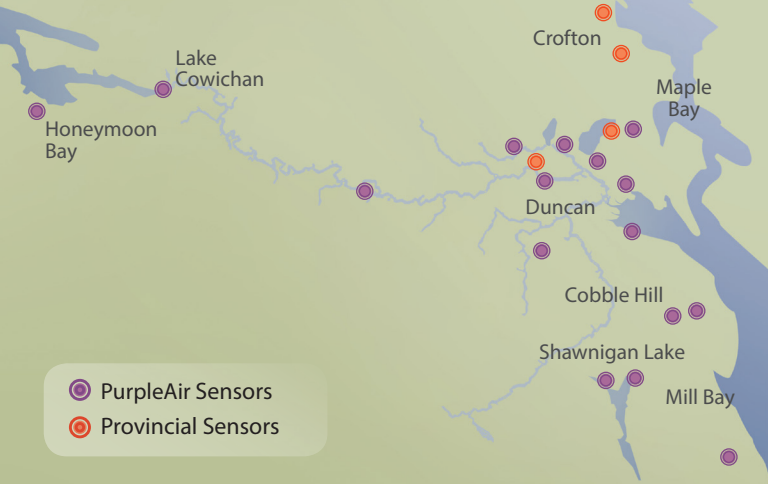 Crofton
Lake
Cowichan
Maple
Bay
Honeymoon
Bay
Duncan
Cobble Hill
Shawnigan Lake
Mill Bay
PurpleAir Sensors
Provincial Sensors